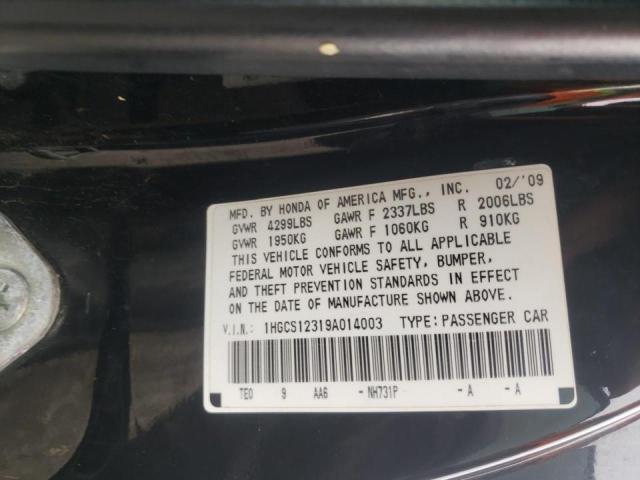 MFD. BY HONDA OF AMERICA MFG., INC. 02/'09
GVWR 4299LBS GAWR F 2337LBS R 2006LBS
GVWR 1950KG GAWR F 1060KG R 910KG
THIS VEHICLE CONFORMS TO ALL APPLICABLE
FEDERAL MOTOR VEHICLE SAFETY, BUMPER,
AND THEFT PREVENTION STANDARDS IN EFFECT
ON THE DATE OF MANUFACTURE SHOWN ABOVE.
V.I.N.: 1HGCS12319A014003 TYPE:PASSENGER CAR
TE0 9 AA6 -NH731P -A -A